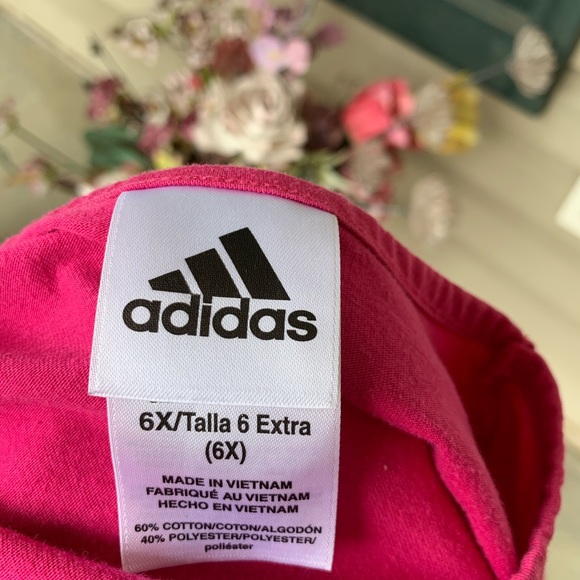 adidas
6X/Talla 6 Extra
(6X)
MADE IN VIETNAM
FABRIQUÉ AU VIETNAM
HECHO EN VIETNAM
60% COTTON/COTON/ALGODÓN
40% POLYESTER/POLYESTER/
poliéster